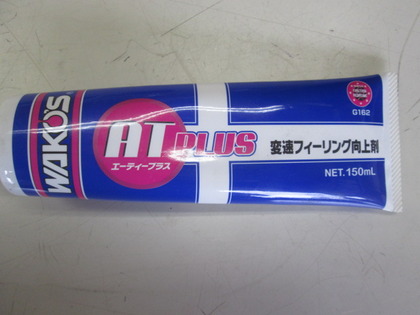 WAKO'S
AT PLUS
エーティープラス
変速フィーリング向上剤
G162
NET.150mL